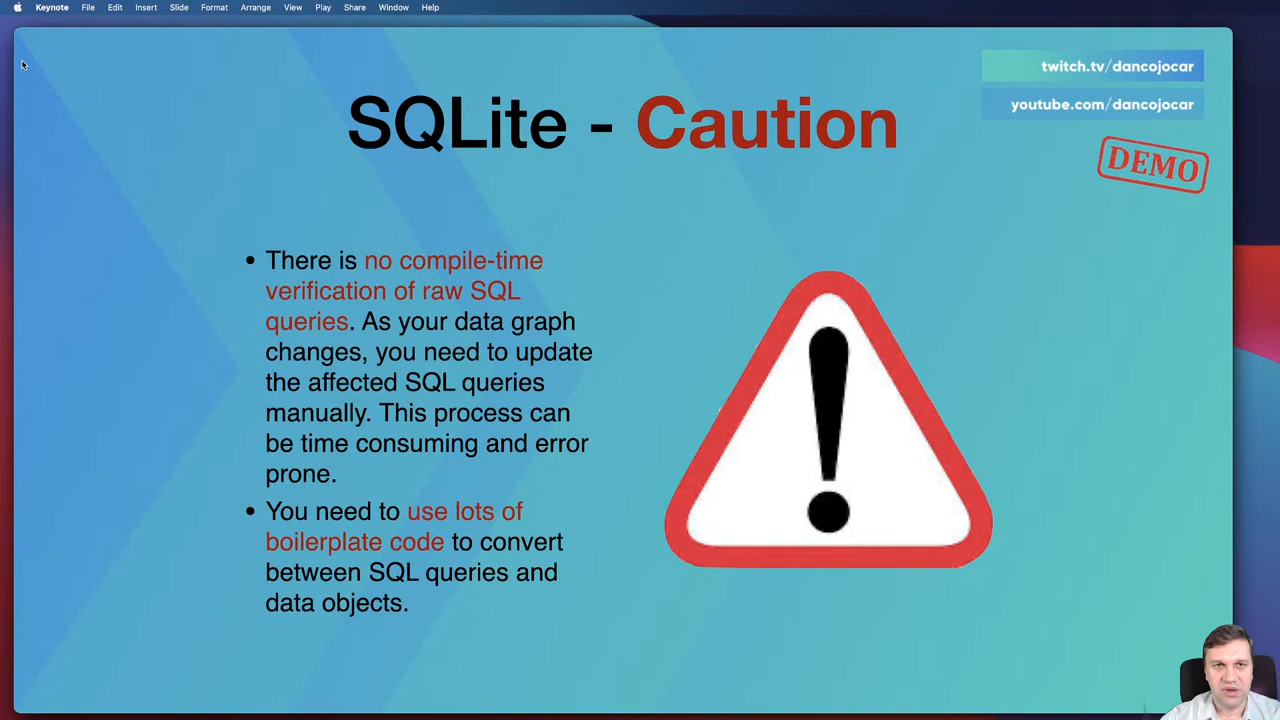 Keynote File Edit Insert Slide Format Arrange View Play Share Window Help
twitch.tv/dancojocar
youtube.com/dancojocar
SQLite - Caution
DEMO
• There is no compile-time
verification of raw SQL
queries. As your data graph
changes, you need to update
the affected SQL queries
manually. This process can
be time consuming and error
prone.
• You need to use lots of
boilerplate code to convert
between SQL queries and
data objects.